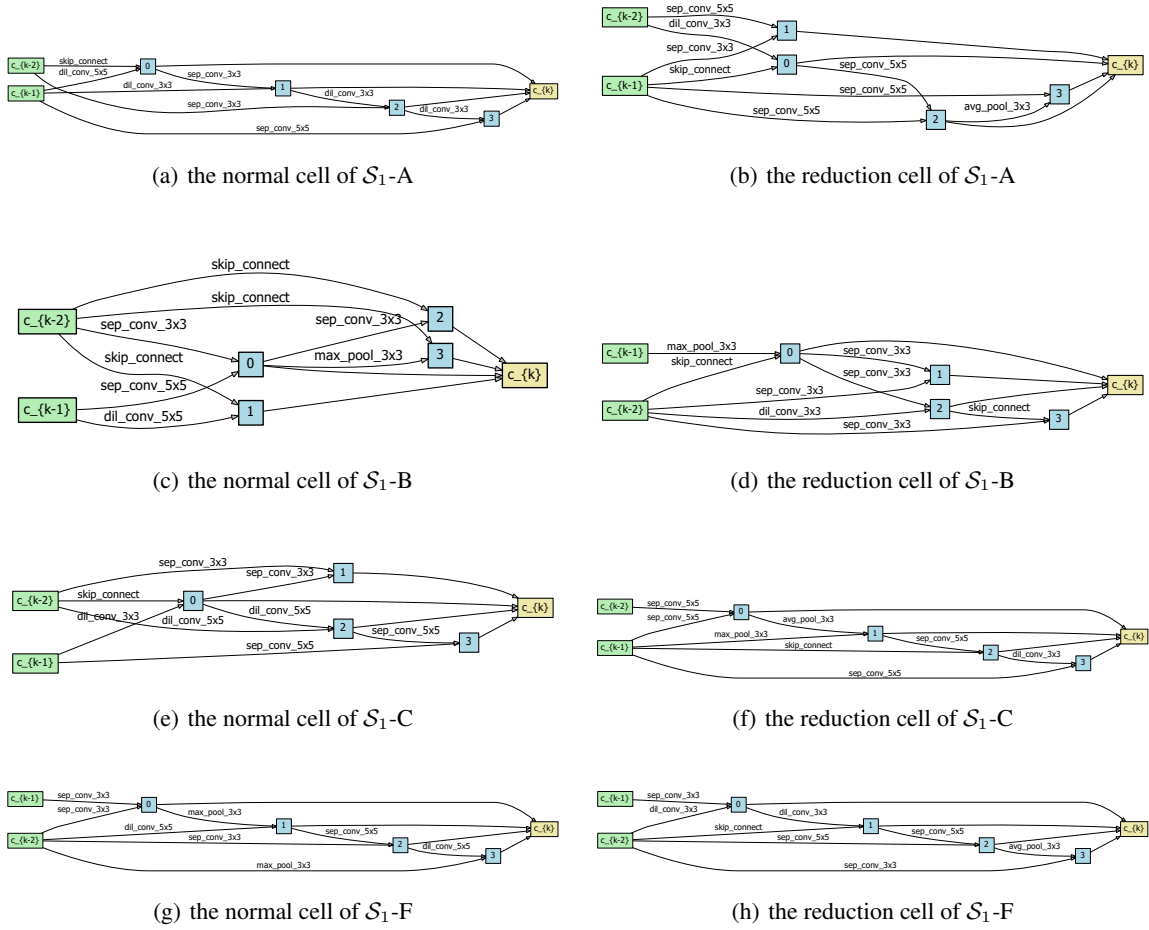 c_{k-2}
c_{k-1}
skip_connect
dil_conv_5x5
0
sep_conv_3x3
dil_conv_3x3
1
sep_conv_3x3
dil_conv_3x3
2
dil_conv_3x3
3
sep_conv_5x5
c_{k}
(a) the normal cell of S₁-A
c_{k-2}
sep_conv_5x5
dil_conv_3x3
1
sep_conv_3x3
0
skip_connect
c_{k-1}
sep_conv_5x5
sep_conv_5x5
3
avg_pool_3x3
sep_conv_5x5
2
c_{k}
(b) the reduction cell of S₁-A
skip_connect
c_{k-2}
skip_connect
sep_conv_3x3
sep_conv_3x3
2
skip_connect
0
max_pool_3x3
3
c_{k}
sep_conv_5x5
c_{k-1}
dil_conv_5x5
1
(c) the normal cell of S₁-B
c_{k-1}
max_pool_3x3
skip_connect
0
sep_conv_3x3
sep_conv_3x3
1
c_{k}
sep_conv_3x3
c_{k-2}
dil_conv_3x3
2
skip_connect
sep_conv_3x3
3
(d) the reduction cell of S₁-B
sep_conv_3x3
sep_conv_3x3
1
c_{k-2}
skip_connect
0
c_{k}
dil_conv_3x3
dil_conv_5x5
dil_conv_5x5
2
sep_conv_5x5
3
sep_conv_5x5
c_{k-1}
(e) the normal cell of S₁-C
c_{k-2}
sep_conv_5x5
sep_conv_5x5
0
avg_pool_3x3
max_pool_3x3
1
c_{k}
c_{k-1}
sep_conv_5x5
skip_connect
2
dil_conv_3x3
3
sep_conv_5x5
(f) the reduction cell of S₁-C
c_{k-1}
sep_conv_3x3
sep_conv_3x3
0
max_pool_3x3
dil_conv_5x5
1
c_{k}
c_{k-2}
sep_conv_3x3
sep_conv_5x5
2
dil_conv_5x5
3
max_pool_3x3
(g) the normal cell of S₁-F
c_{k-1}
sep_conv_3x3
dil_conv_3x3
0
dil_conv_3x3
skip_connect
1
c_{k}
c_{k-2}
sep_conv_5x5
sep_conv_5x5
2
avg_pool_3x3
3
sep_conv_3x3
(h) the reduction cell of S₁-F